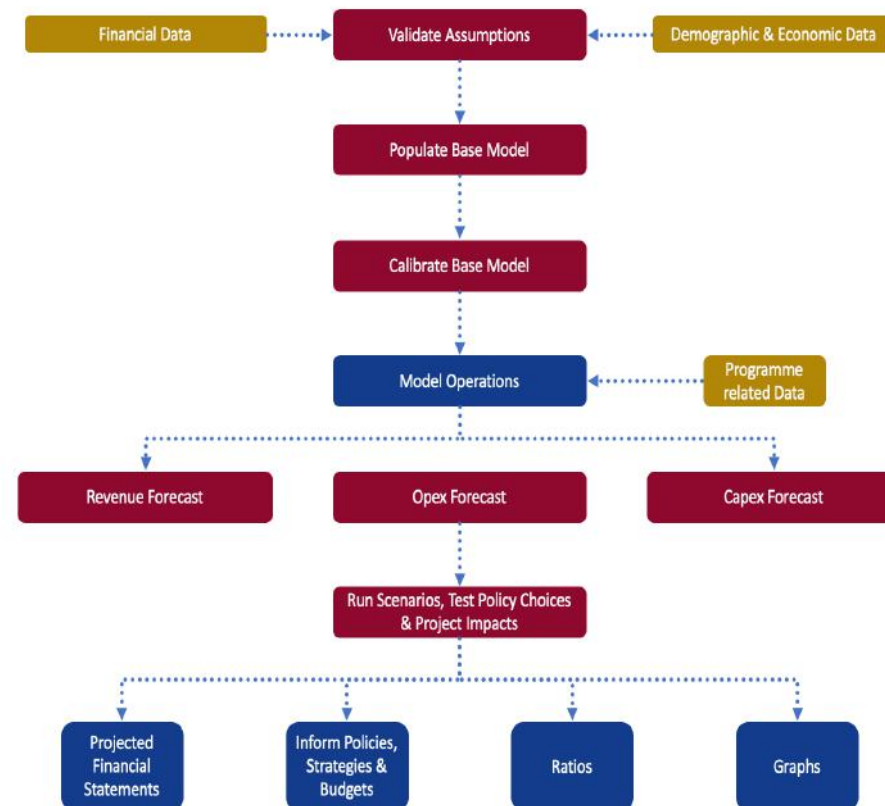 Financial Data
Validate Assumptions
Demographic & Economic Data
Populate Base Model
Calibrate Base Model
Model Operations
Programme
related Data
Revenue Forecast
Opex Forecast
Capex Forecast
Run Scenarios, Test Policy Choices
& Project Impacts
Projected
Financial
Statements
Inform Policies,
Strategies &
Budgets
Ratios
Graphs